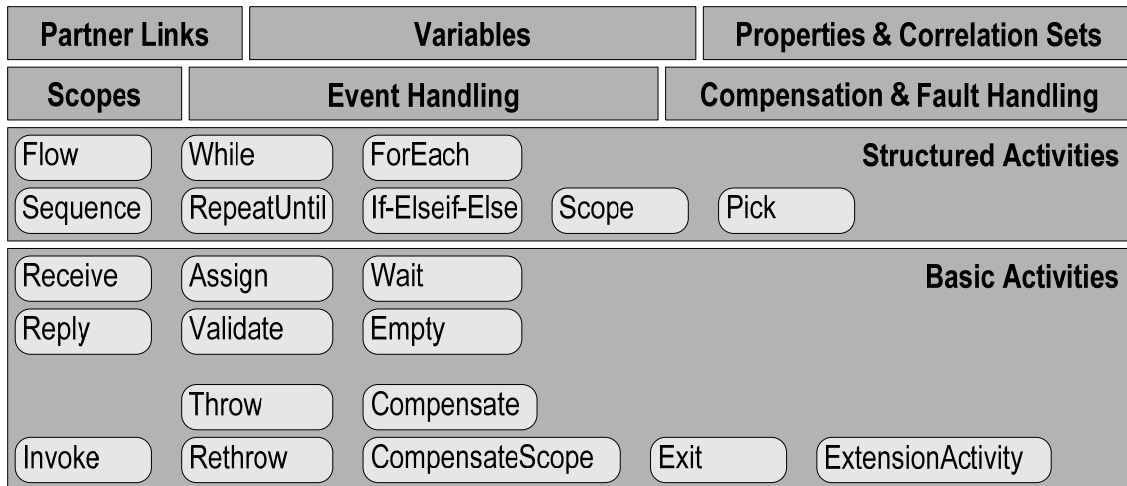 Partner Links Variables Properties & Correlation Sets
Scopes Event Handling Compensation & Fault Handling
Flow While ForEach Structured Activities
Sequence RepeatUntil If-Elseif-Else Scope Pick
Receive Assign Wait Basic Activities
Reply Validate Empty
Throw Compensate
Invoke Rethrow CompensateScope Exit ExtensionActivity